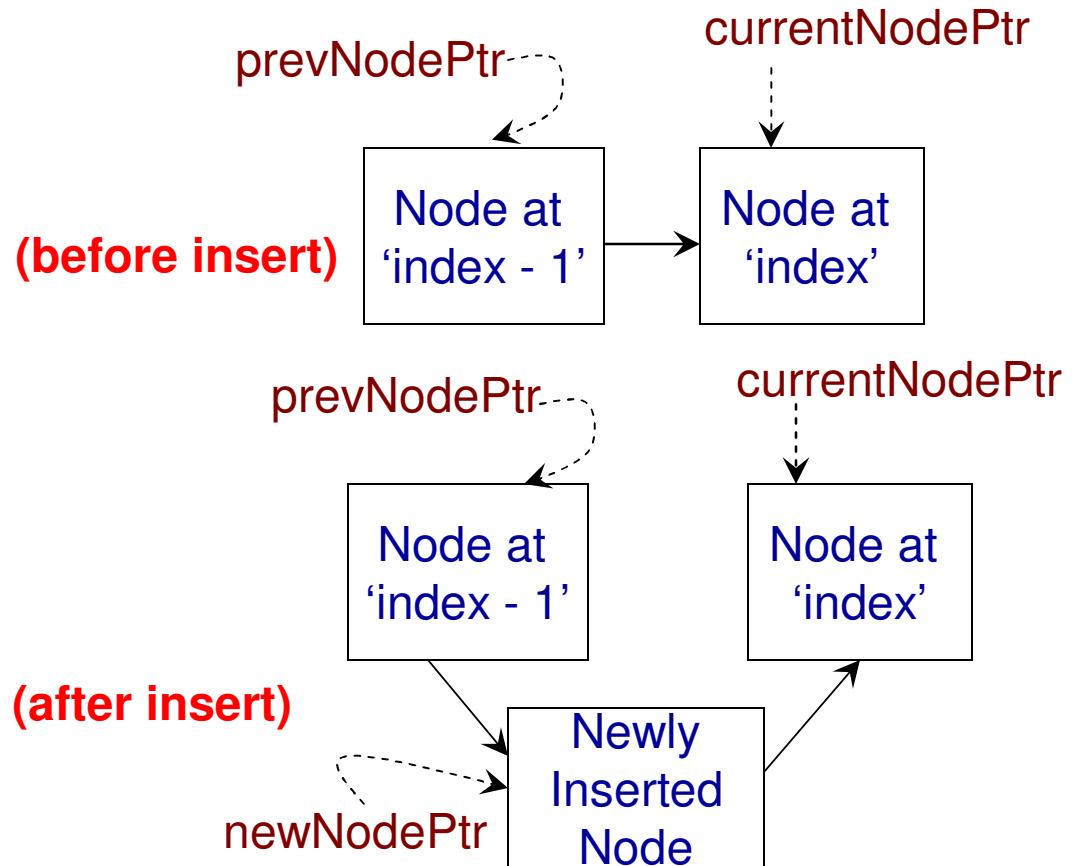 prevNodePtr
currentNodePtr
(before insert)
Node at
‘index - 1’
Node at
‘index’
prevNodePtr
currentNodePtr
Node at
‘index - 1’
Node at
‘index’
(after insert)
Newly
Inserted
Node
newNodePtr